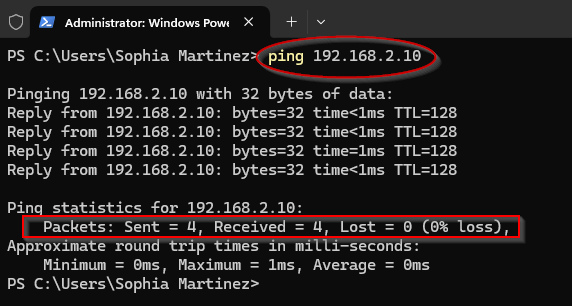 Administrator: Windows Powe
PS C:\Users\Sophia Martinez> ping 192.168.2.10
Pinging 192.168.2.10 with 32 bytes of data:
Reply from 192.168.2.10: bytes=32 time<1ms TTL=128
Reply from 192.168.2.10: bytes=32 time<1ms TTL=128
Reply from 192.168.2.10: bytes=32 time=1ms TTL=128
Reply from 192.168.2.10: bytes=32 time<1ms TTL=128
Ping statistics for 192.168.2.10:
Packets: Sent = 4, Received = 4, Lost = 0 (0% loss),
Approximate round trip times in milli-seconds:
Minimum = 0ms, Maximum = 1ms, Average = 0ms
PS C:\Users\Sophia Martinez>